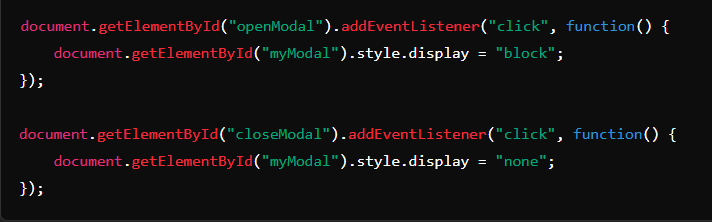 document.getElementById("openModal").addEventListener("click", function() {
    document.getElementById("myModal").style.display = "block";
});

document.getElementById("closeModal").addEventListener("click", function() {
    document.getElementById("myModal").style.display = "none";
});